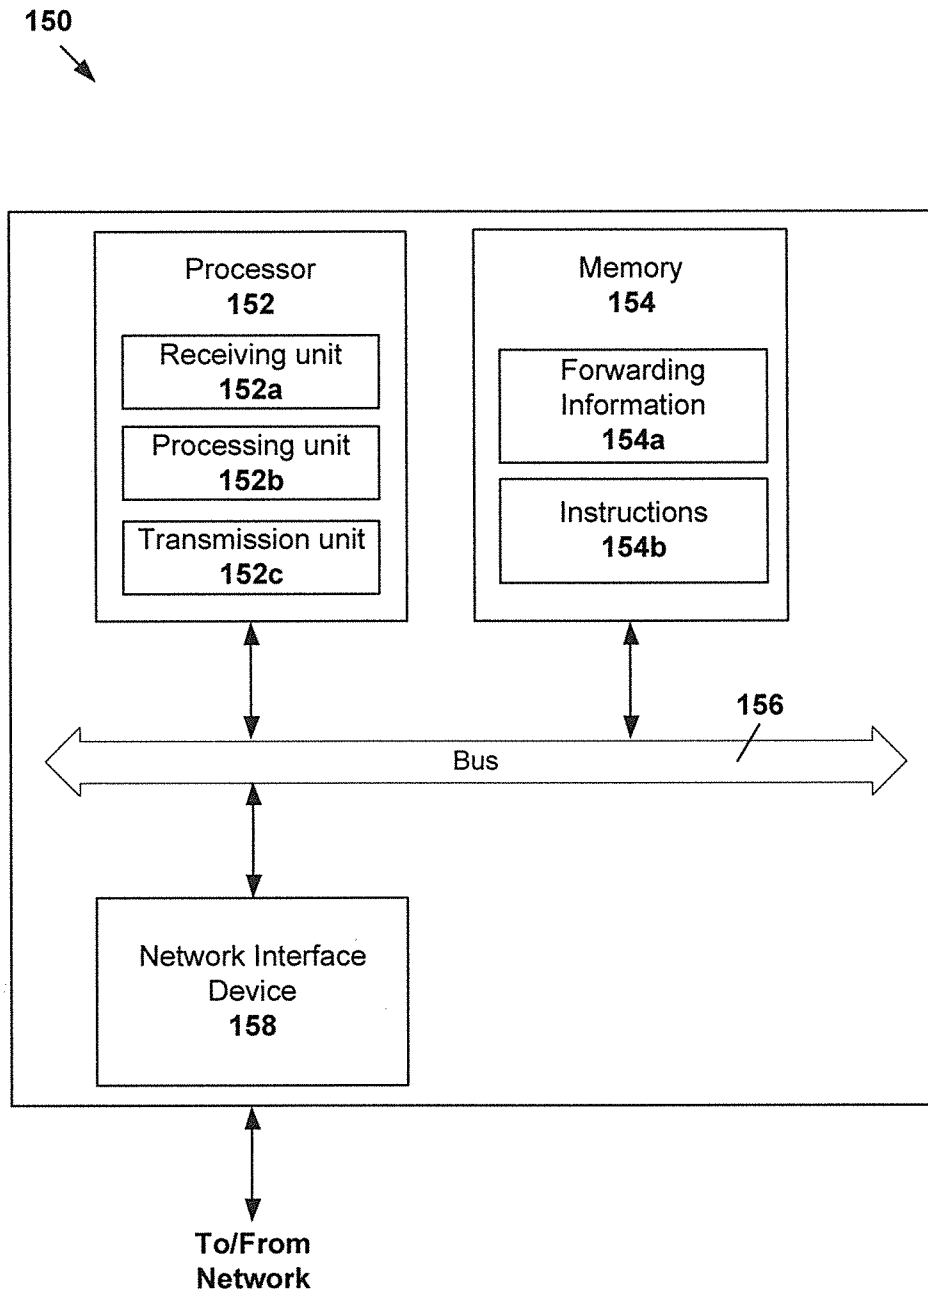 150
Processor
152
Receiving unit
152a
Processing unit
152b
Transmission unit
152c
Memory
154
Forwarding
Information
154a
Instructions
154b
156
Bus
Network Interface
Device
158
To/From
Network